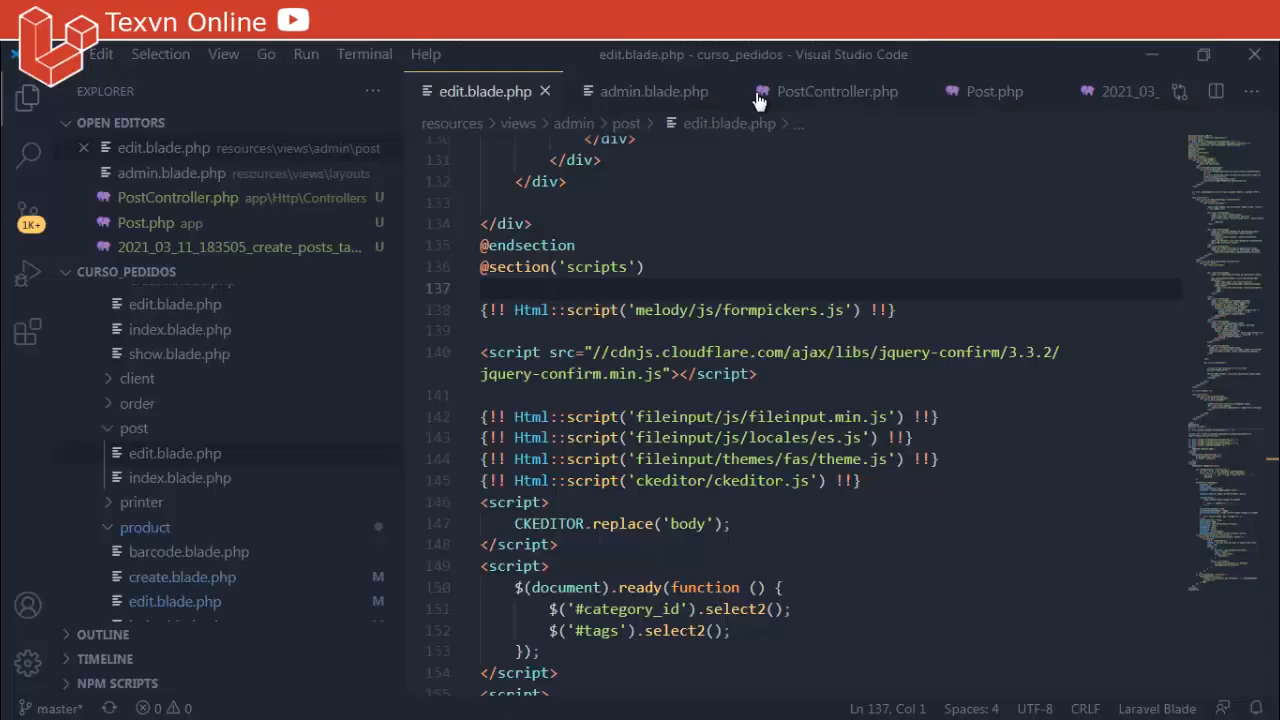 Texvn Online
Edit Selection View Go Run Terminal Help
edit.blade.php - curso_pedidos - Visual Studio Code
EXPLORER
edit.blade.php
admin.blade.php
PostController.php
Post.php
2021_03_
OPEN EDITORS
resources > views > admin > post > edit.blade.php > ...
edit.blade.php resources\views\admin\post
admin.blade.php resources\views\layouts
PostController.php app\Http\Controllers U
Post.php app U
2021_03_11_183505_create_posts_ta... U
1K+
CURSO_PEDIDOS
edit.blade.php
index.blade.php
show.blade.php
client
order
post
edit.blade.php
index.blade.php
printer
product
barcode.blade.php
create.blade.php M
edit.blade.php M
OUTLINE
TIMELINE
NPM SCRIPTS
130 </div>
131 </div>
132 </div>
133
134 </div>
135 @endsection
136 @section('scripts')
137
138 {!! Html::script('melody/js/formpickers.js') !!}
139
140 <script src="//cdnjs.cloudflare.com/ajax/libs/jquery-confirm/3.3.2/
jquery-confirm.min.js"></script>
141
142 {!! Html::script('fileinput/js/fileinput.min.js') !!}
143 {!! Html::script('fileinput/js/locales/es.js') !!}
144 {!! Html::script('fileinput/themes/fas/theme.js') !!}
145 {!! Html::script('ckeditor/ckeditor.js') !!}
146 <script>
147 CKEDITOR.replace('body');
148 </script>
149 <script>
150 $(document).ready(function () {
151 $('#category_id').select2();
152 $('#tags').select2();
153 });
154 </script>
155 <script>
master* 0 0
Ln 137, Col 1 Spaces: 4 UTF-8 CRLF Laravel Blade